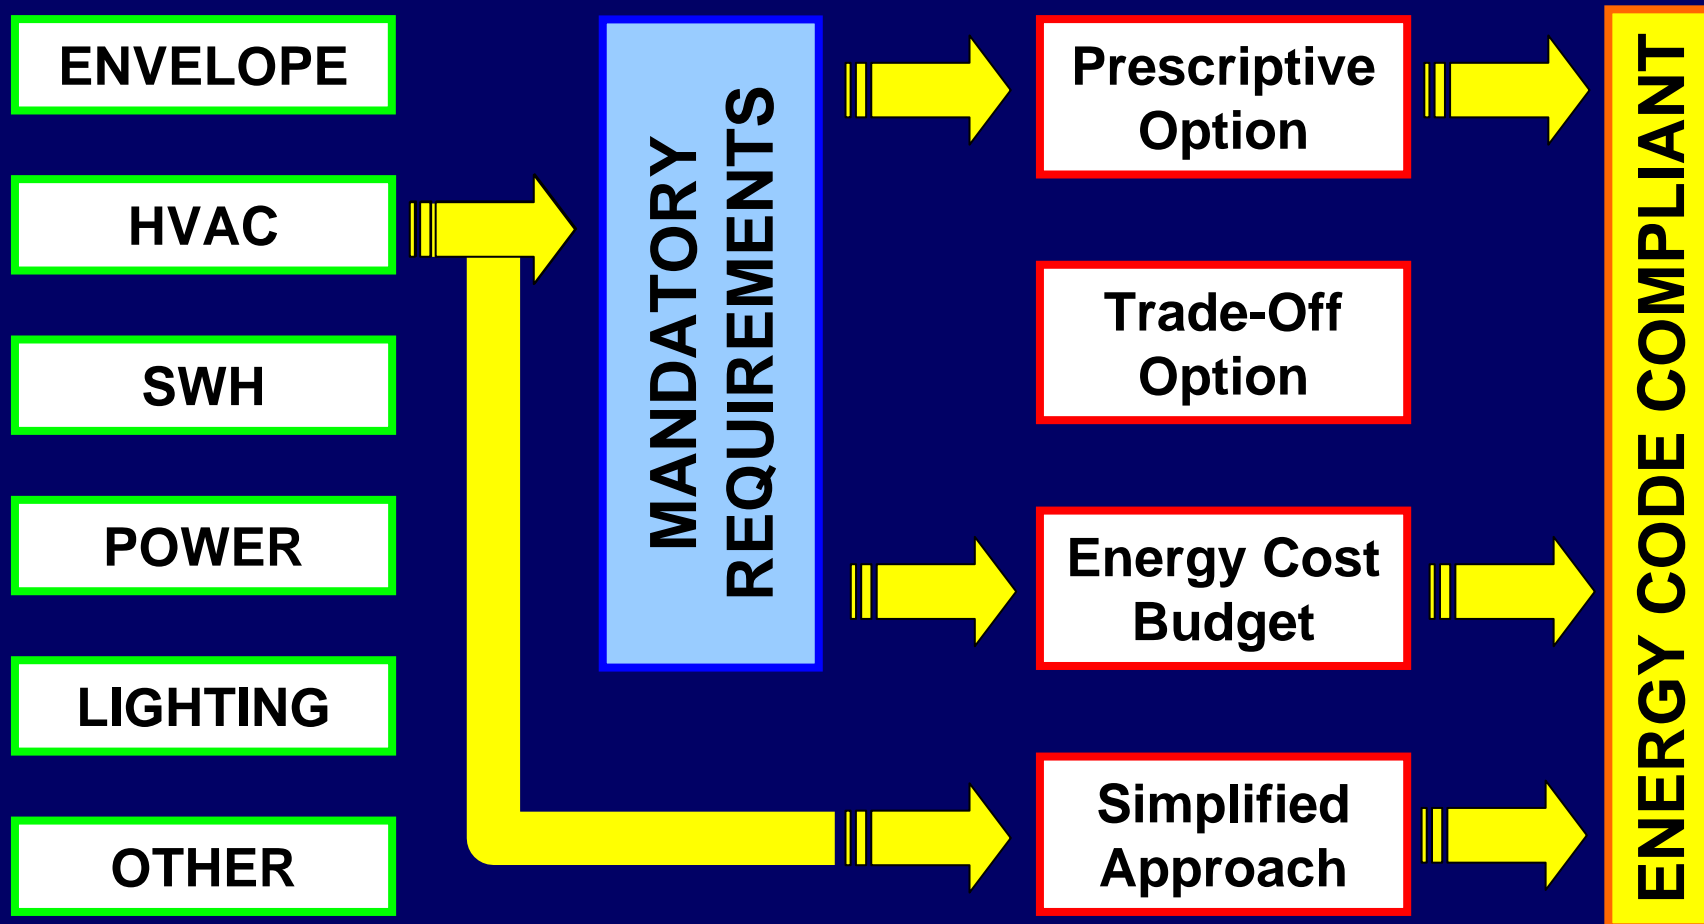 ENVELOPE
HVAC
SWH
POWER
LIGHTING
OTHER
MANDATORY
REQUIREMENTS
Prescriptive
Option
Trade-Off
Option
Energy Cost
Budget
Simplified
Approach
ENERGY CODE COMPLIANT